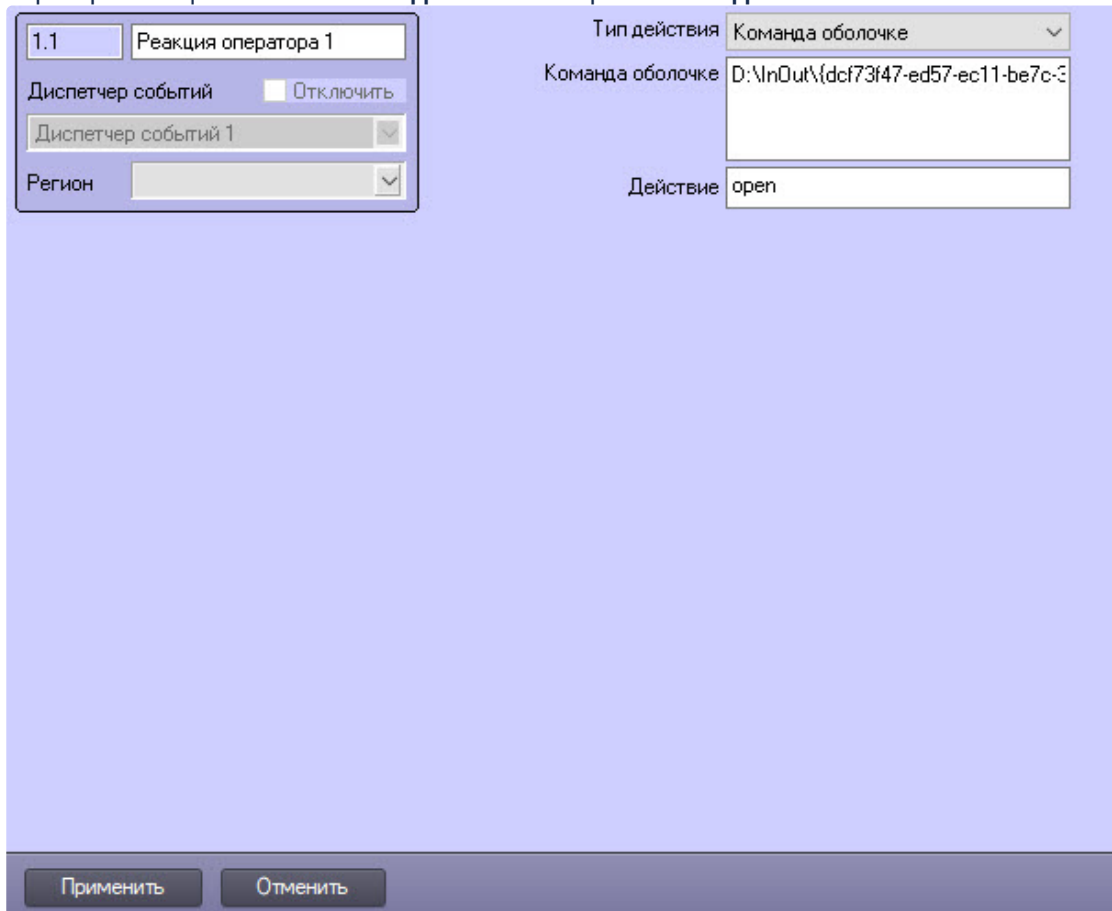 1.1 Реакция оператора 1
Диспетчер событий Отключить
Диспетчер событий 1
Регион
Тип действия Команда оболочке
Команда оболочке D:\InOut\{dcf73f47-ed57-ec11-be7c-3
Действие open
Применить Отменить